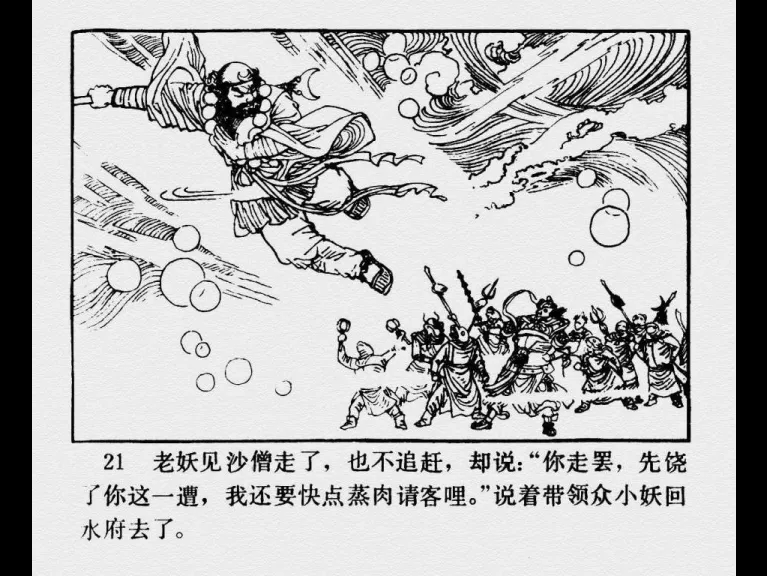 21 老妖见沙僧走了，也不追赶，却说：“你走罢，先饶
了你这一遭，我还要快点蒸肉请客哩。”说着带领众小妖回
水府去了。